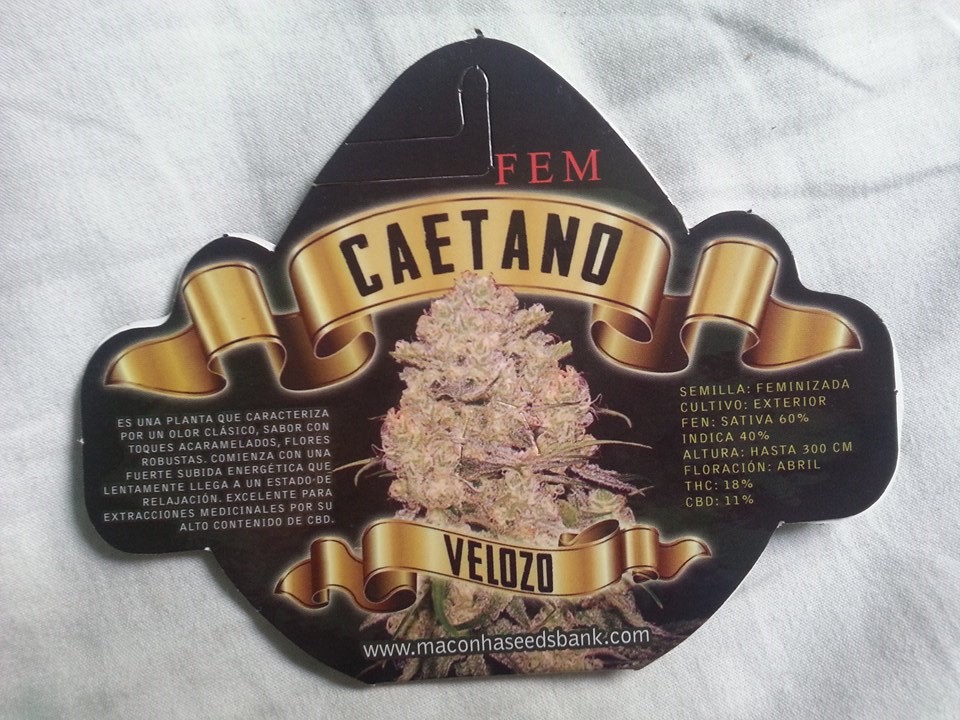 FEM
CAETANO
ES UNA PLANTA QUE CARACTERIZA
POR UN OLOR CLÁSICO, SABOR CON
TOQUES ACARAMELADOS, FLORES
ROBUSTAS. COMIENZA CON UNA
FUERTE SUBIDA ENERGÉTICA QUE
LENTAMENTE LLEGA A UN ESTADO DE
RELAJACIÓN. EXCELENTE PARA
EXTRACCIONES MEDICINALES POR SU
ALTO CONTENIDO DE CBD.
SEMILLA: FEMINIZADA
CULTIVO: EXTERIOR
FEN: SATIVA 60%
INDICA 40%
ALTURA: HASTA 300 CM
FLORACIÓN: ABRIL
THC: 18%
CBD: 11%
VELOZO
www.maconhaseedsbank.com